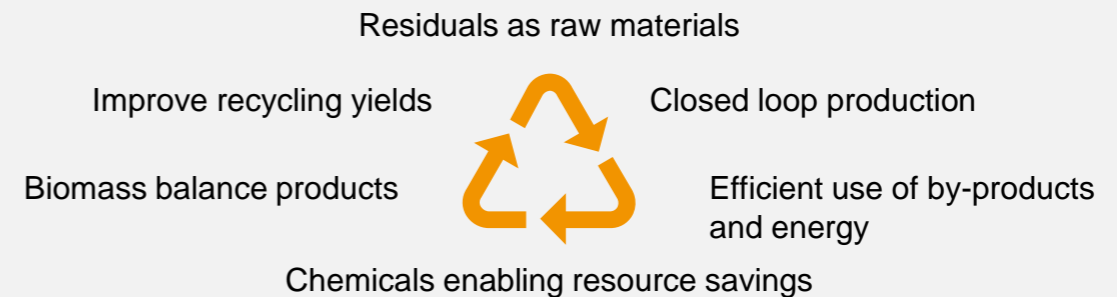 Residuals as raw materials
Improve recycling yields
Closed loop production
Biomass balance products
Efficient use of by-products
and energy
Chemicals enabling resource savings